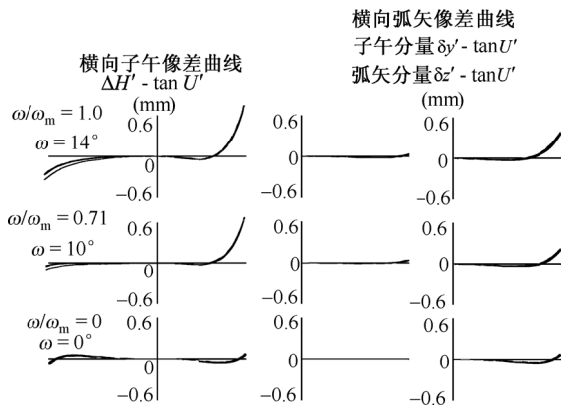 横向子午像差曲线
ΔH′ - tan U′
(mm)
横向弧矢像差曲线
子午分量δy′ - tanU′
弧矢分量δz′ - tanU′
(mm)
ω/ωm = 1.0
ω = 14°
0.6
0
−0.6
0.6
0
−0.6
0.6
0
−0.6
ω/ωm = 0.71
ω = 10°
0.6
0
−0.6
0.6
0
−0.6
0.6
0
−0.6
ω/ωm = 0
ω = 0°
0.6
0
−0.6
0.6
0
−0.6
0.6
0
−0.6